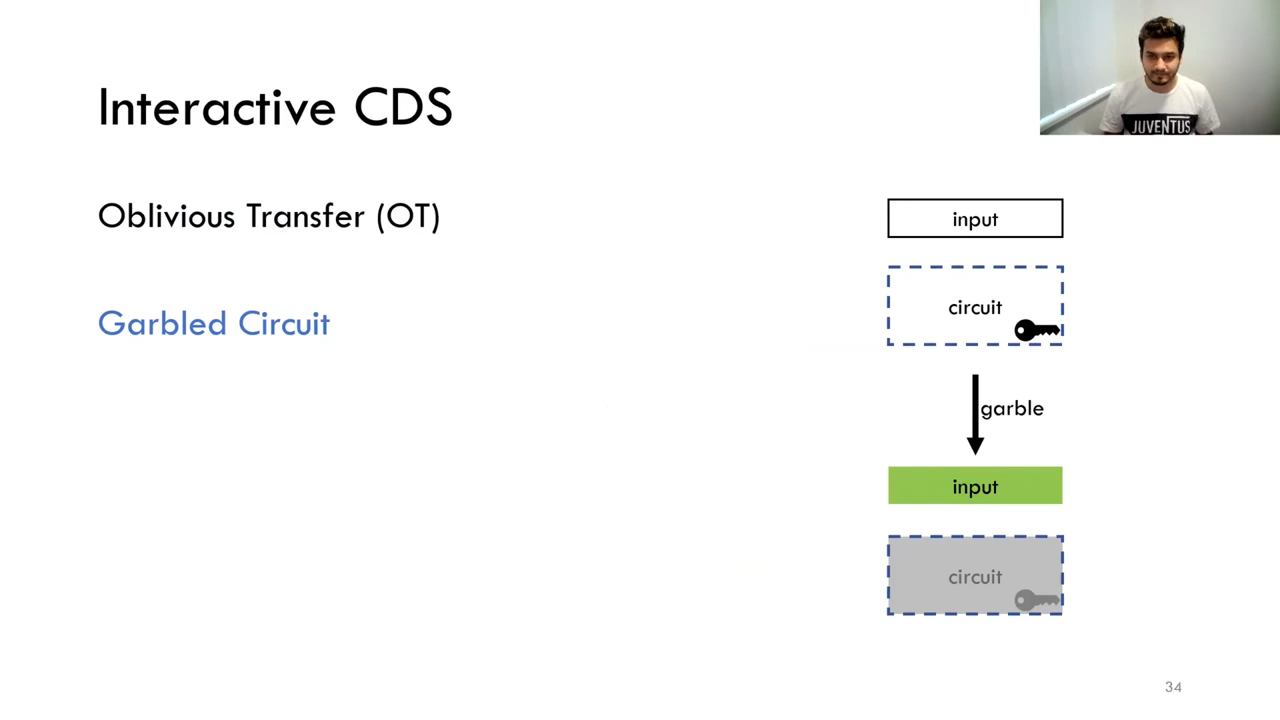 Interactive CDS
JUVENTUS
Oblivious Transfer (OT)
Garbled Circuit
input
circuit
garble
input
circuit
34